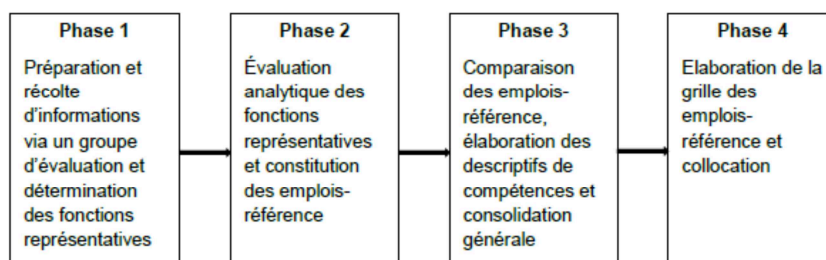 Phase 1
Préparation et
récolte
d'informations
via un groupe
d'évaluation et
détermination
des fonctions
représentatives
Phase 2
Évaluation
analytique des
fonctions
représentatives
et constitution
des emplois-
référence
Phase 3
Comparaison
des emplois-
référence,
élaboration des
descriptifs de
compétences et
consolidation
générale
Phase 4
Elaboration de la
grille des
emplois-
référence et
collocation